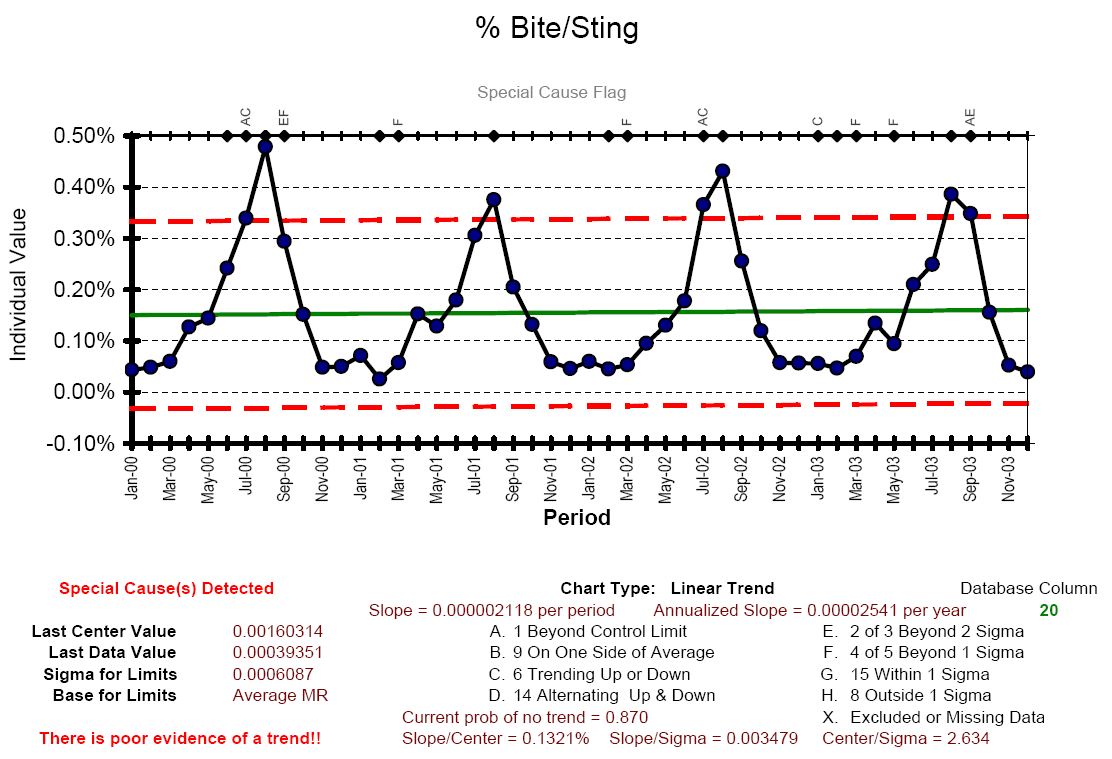 % Bite/Sting
Special Cause Flag
AC EF F AC F C F F AE
0.50%
0.40%
0.30%
0.20%
0.10%
0.00%
-0.10%
Individual Value
Jan-00 Mar-00 May-00 Jul-00 Sep-00 Nov-00 Jan-01 Mar-01 May-01 Jul-01 Sep-01 Nov-01 Jan-02 Mar-02 May-02 Jul-02 Sep-02 Nov-02 Jan-03 Mar-03 May-03 Jul-03 Sep-03 Nov-03
Period
Special Cause(s) Detected Chart Type: Linear Trend Database Column
Slope = 0.000002118 per period Annualized Slope = 0.00002541 per year 20
Last Center Value 0.00160314 A. 1 Beyond Control Limit E. 2 of 3 Beyond 2 Sigma
Last Data Value 0.00039351 B. 9 On One Side of Average F. 4 of 5 Beyond 1 Sigma
Sigma for Limits 0.0006087 C. 6 Trending Up or Down G. 15 Within 1 Sigma
Base for Limits Average MR D. 14 Alternating Up & Down H. 8 Outside 1 Sigma
Current prob of no trend = 0.870 X. Excluded or Missing Data
There is poor evidence of a trend!! Slope/Center = 0.1321% Slope/Sigma = 0.003479 Center/Sigma = 2.634